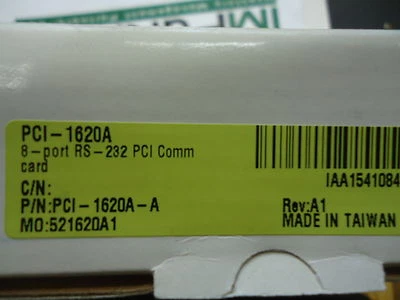 PCI-1620A
8-port RS-232 PCI Comm
card
IAA1541084
C/N:
P/N:PCI-1620A-A Rev:A1
MO:521620A1 MADE IN TAIWAN